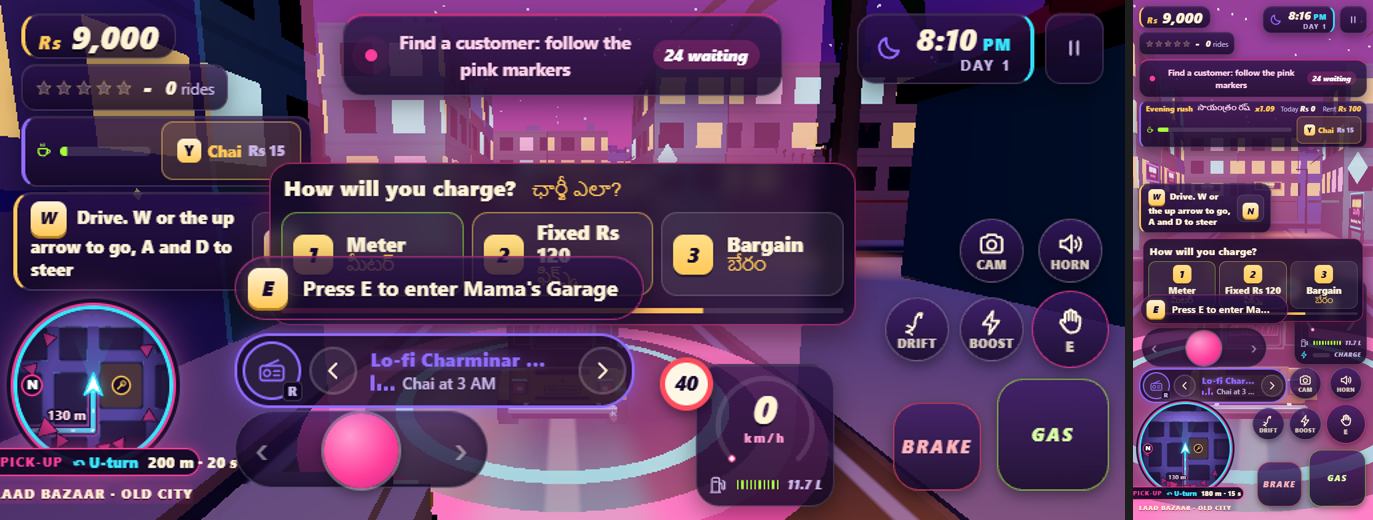 Rs 9,000
- 0 rides
Y Chai Rs 15
W Drive. W or the up
arrow to go, A and D to
steer
N
130 m
PICK-UP U-turn 200 m · 20 s
LAAD BAZAAR · OLD CITY
Find a customer: follow the
pink markers
24 waiting
8:10 PM
DAY 1
How will you charge? ఛార్జీ ఎలా?
1 Meter
మీటర్
2 Fixed Rs
120
3 Bargain
బేరం
E Press E to enter Mama's Garage
R
Lo-fi Charminar ...
Chai at 3 AM
40
0
km/h
11.7 L
CAM
HORN
DRIFT
BOOST
E
BRAKE
GAS
Rs 9,000
- 0 rides
8:16 PM
DAY 1
Find a customer: follow the pink
markers
24 waiting
Evening rush సాయంత్రం రష్ x1.09 Today Rs 0 Rent Rs 100
Y Chai Rs 15
W Drive. W or
the up arrow to go,
A and D to steer
N
How will you charge?
1
Meter
2
Fixed Rs 120
3
Bargain
బేరం
E Press E to enter Ma...
11.7 L
CHARGE
R
Lo-fi Char...
Chai at 3 ...
CAM
HORN
N
130 m
DRIFT
BOOST
E
BRAKE
GAS
PICK-UP U-turn 180 m · 15 s
LAAD BAZAAR · OLD CITY